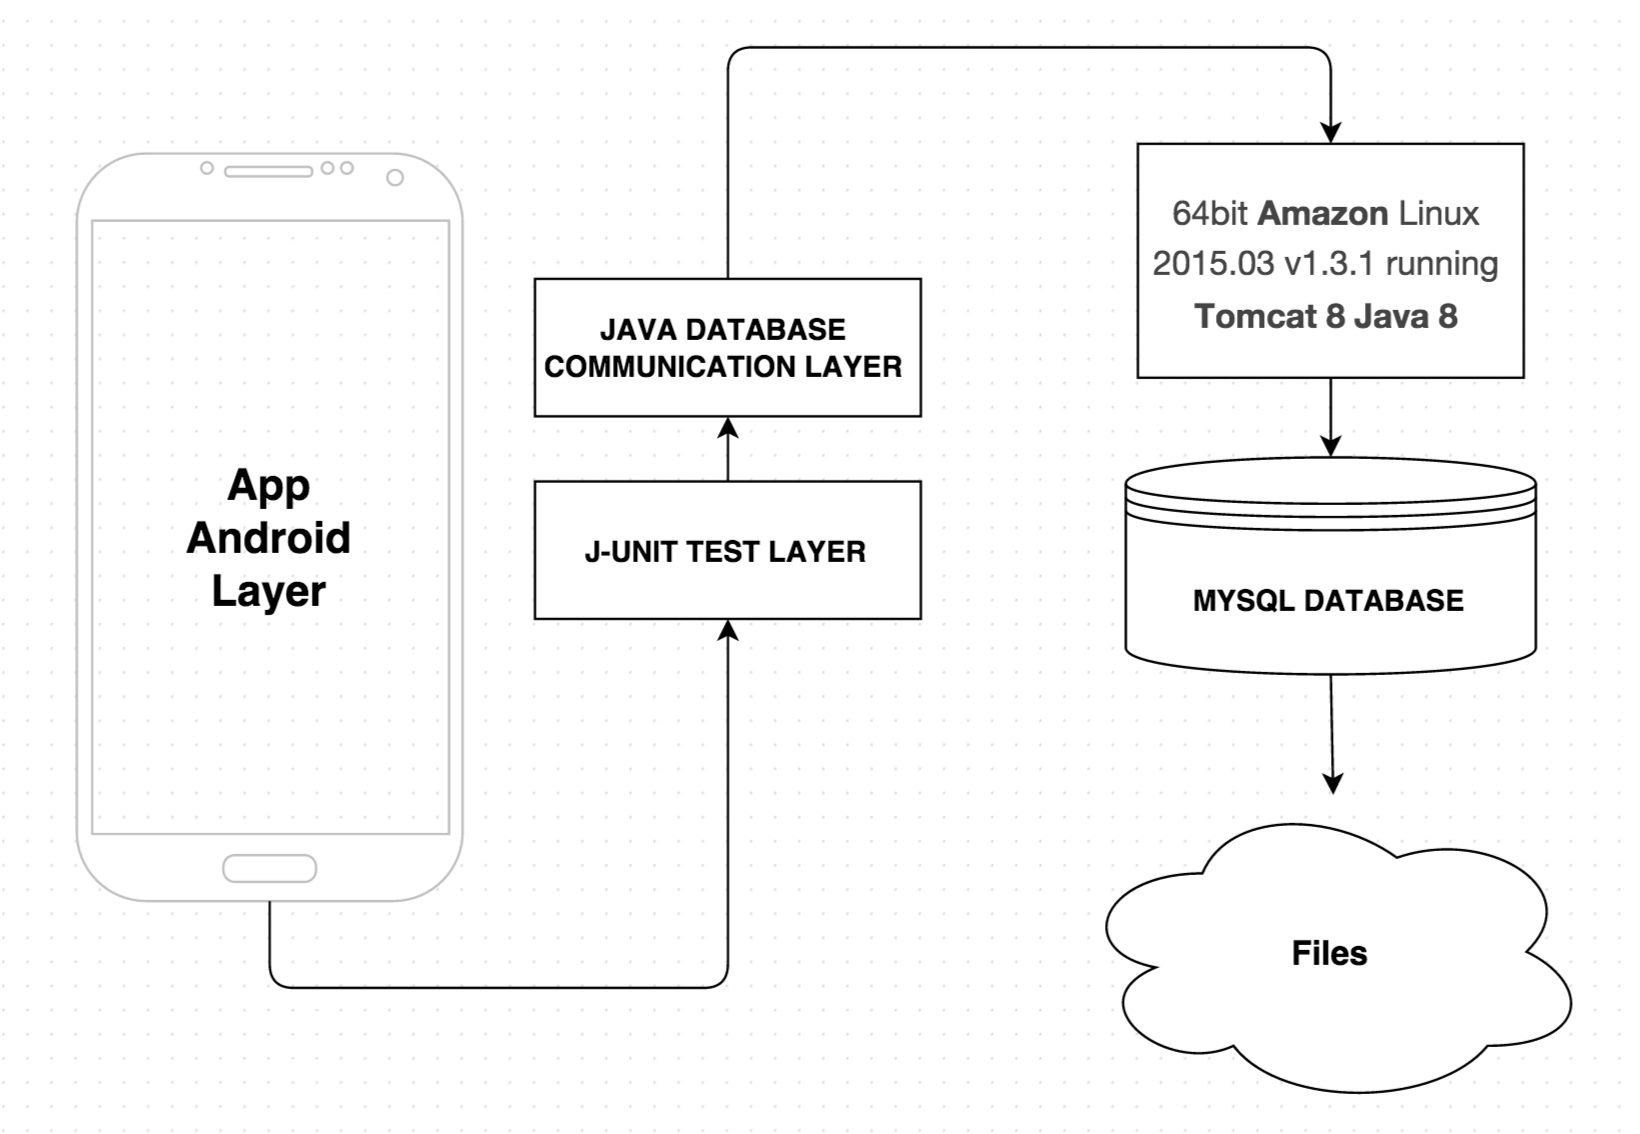 App
Android
Layer
JAVA DATABASE
COMMUNICATION LAYER
J-UNIT TEST LAYER
64bit Amazon Linux
2015.03 v1.3.1 running
Tomcat 8 Java 8
MYSQL DATABASE
Files